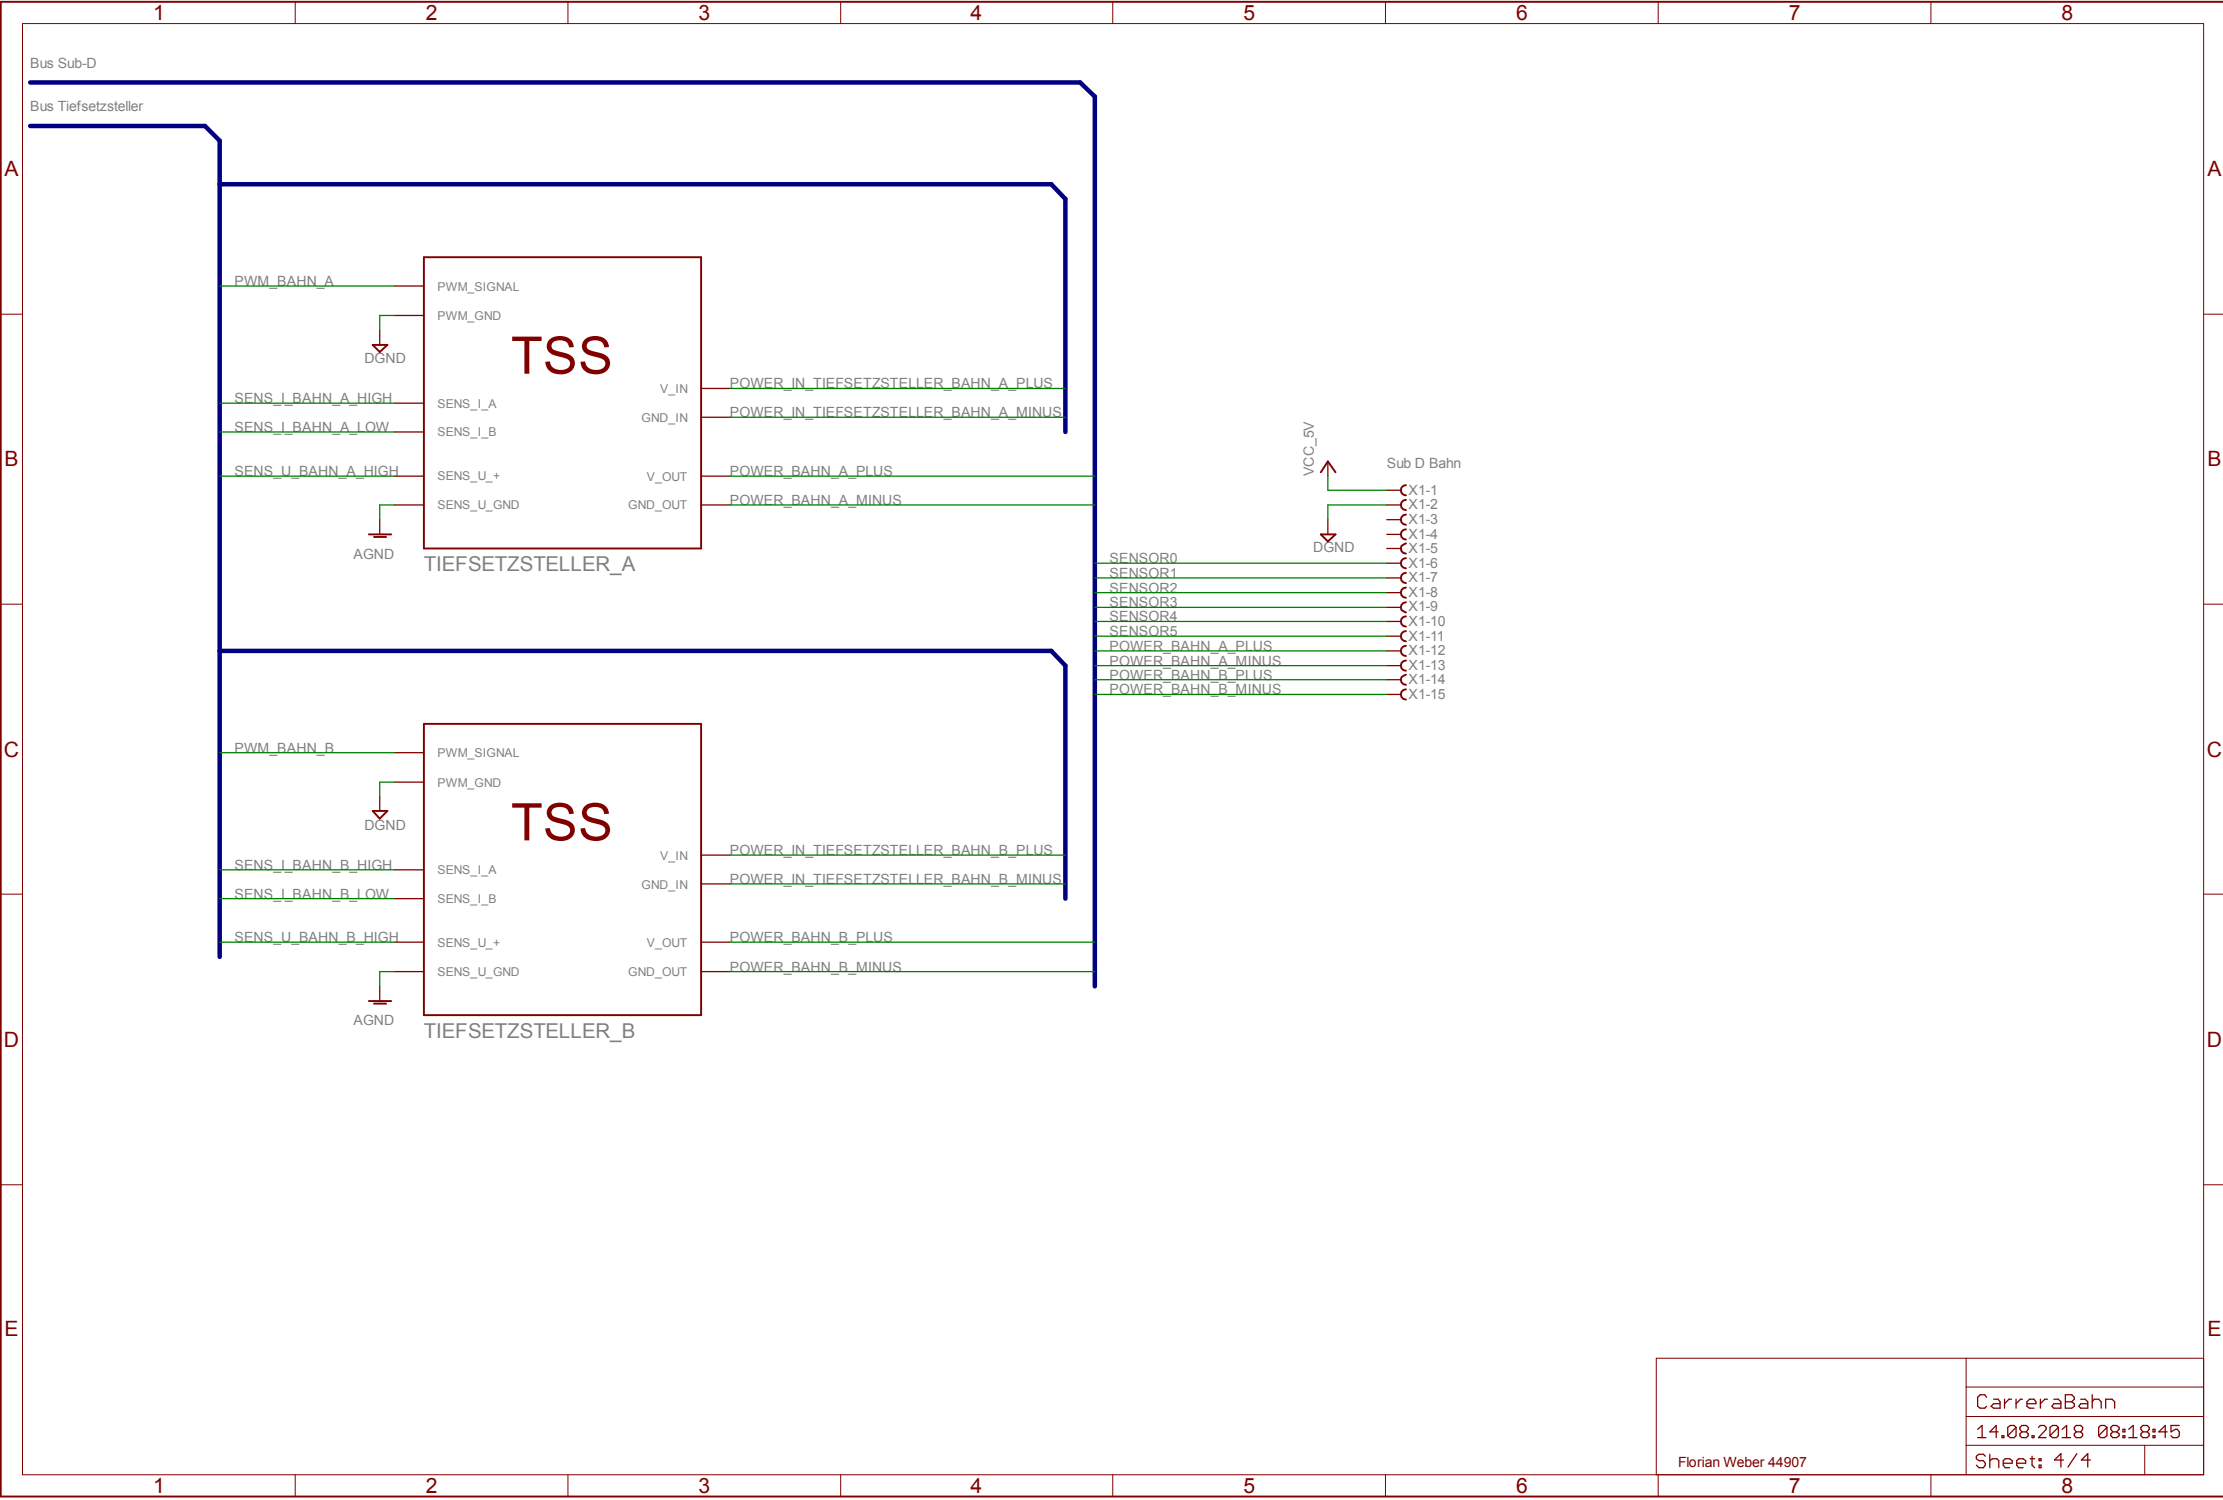 1 2 3 4 5 6 7 8
Bus Sub-D
Bus Tiefsetzsteller
A A
PWM_BAHN_A
PWM_SIGNAL
PWM_GND
DGND
TSS
SENS_I_BAHN_A_HIGH
SENS_I_A
SENS_I_BAHN_A_LOW
SENS_I_B
SENS_U_BAHN_A_HIGH
SENS_U_+
SENS_U_GND
AGND
V_IN
POWER_IN_TIEFSETZSTELLER_BAHN_A_PLUS
GND_IN
POWER_IN_TIEFSETZSTELLER_BAHN_A_MINUS
V_OUT
POWER_BAHN_A_PLUS
GND_OUT
POWER_BAHN_A_MINUS
TIEFSETZSTELLER_A
B B
VCC_5V
Sub D Bahn
DGND
X1-1
X1-2
X1-3
X1-4
X1-5
SENSOR0 X1-6
SENSOR1 X1-7
SENSOR2 X1-8
SENSOR3 X1-9
SENSOR4 X1-10
SENSOR5 X1-11
POWER_BAHN_A_PLUS X1-12
POWER_BAHN_A_MINUS X1-13
POWER_BAHN_B_PLUS X1-14
POWER_BAHN_B_MINUS X1-15
C C
PWM_BAHN_B
PWM_SIGNAL
PWM_GND
DGND
TSS
SENS_I_BAHN_B_HIGH
SENS_I_A
SENS_I_BAHN_B_LOW
SENS_I_B
SENS_U_BAHN_B_HIGH
SENS_U_+
SENS_U_GND
AGND
V_IN
POWER_IN_TIEFSETZSTELLER_BAHN_B_PLUS
GND_IN
POWER_IN_TIEFSETZSTELLER_BAHN_B_MINUS
V_OUT
POWER_BAHN_B_PLUS
GND_OUT
POWER_BAHN_B_MINUS
TIEFSETZSTELLER_B
D D
E E
CarreraBahn
14.08.2018 08:18:45
Florian Weber 44907
Sheet: 4/4
1 2 3 4 5 6 7 8